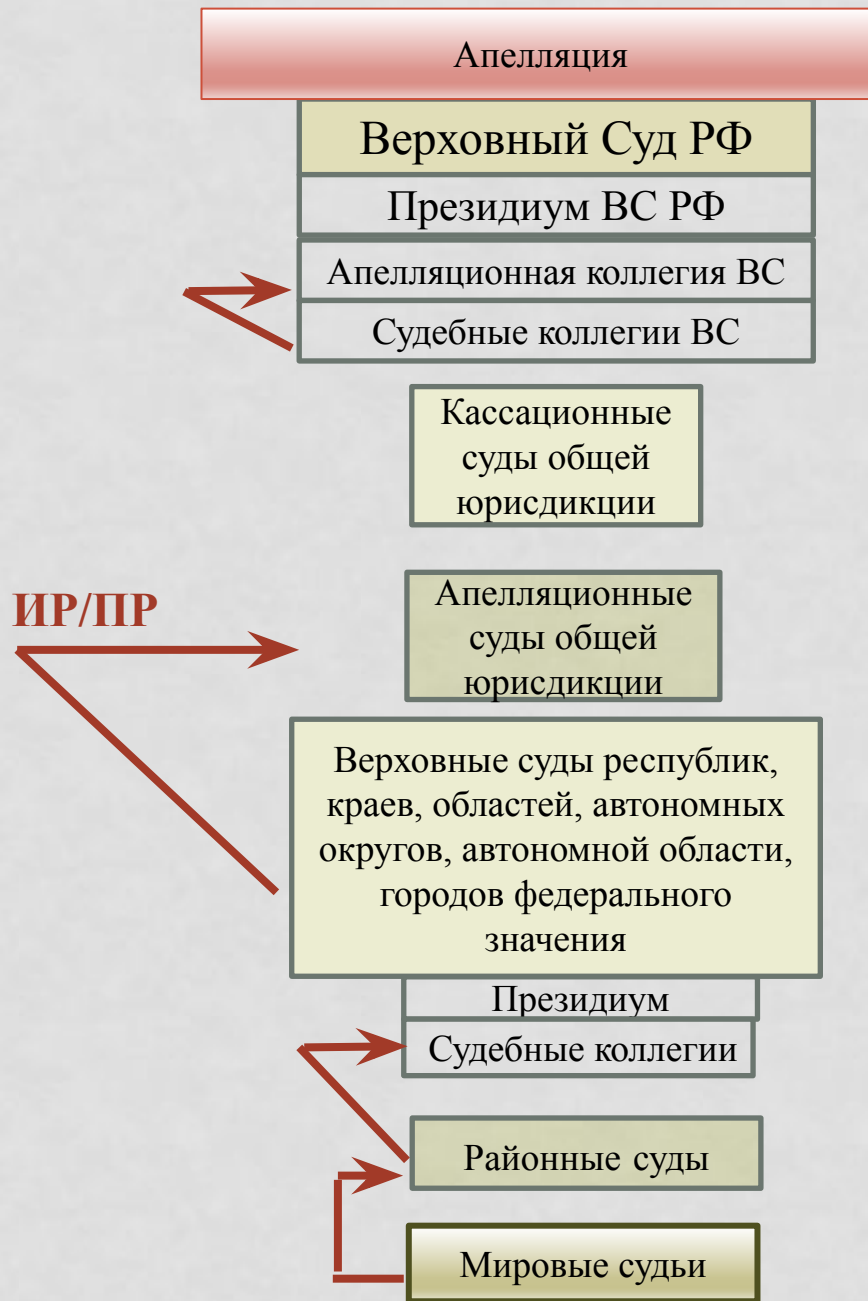 Апелляция
Верховный Суд РФ
Президиум ВС РФ
Апелляционная коллегия ВС
Судебные коллегии ВС
Кассационные
суды общей
юрисдикции
ИР/ПР
Апелляционные
суды общей
юрисдикции
Верховные суды республик,
краев, областей, автономных
округов, автономной области,
городов федерального
значения
Президиум
Судебные коллегии
Районные суды
Мировые судьи